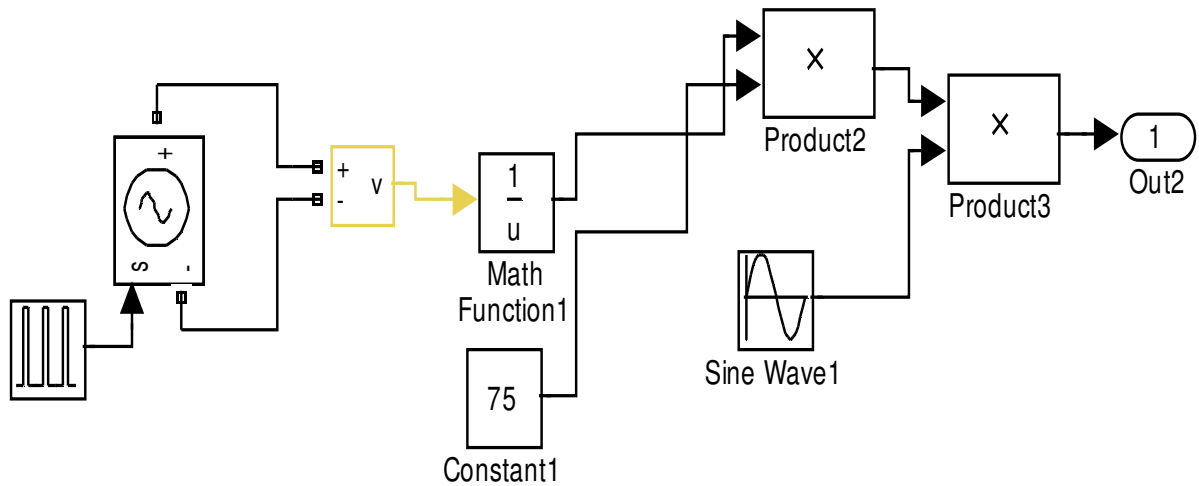 +
S
-
+
-
v
1
u
Math
Function1
75
Constant1
×
Product2
Sine Wave1
×
Product3
1
Out2